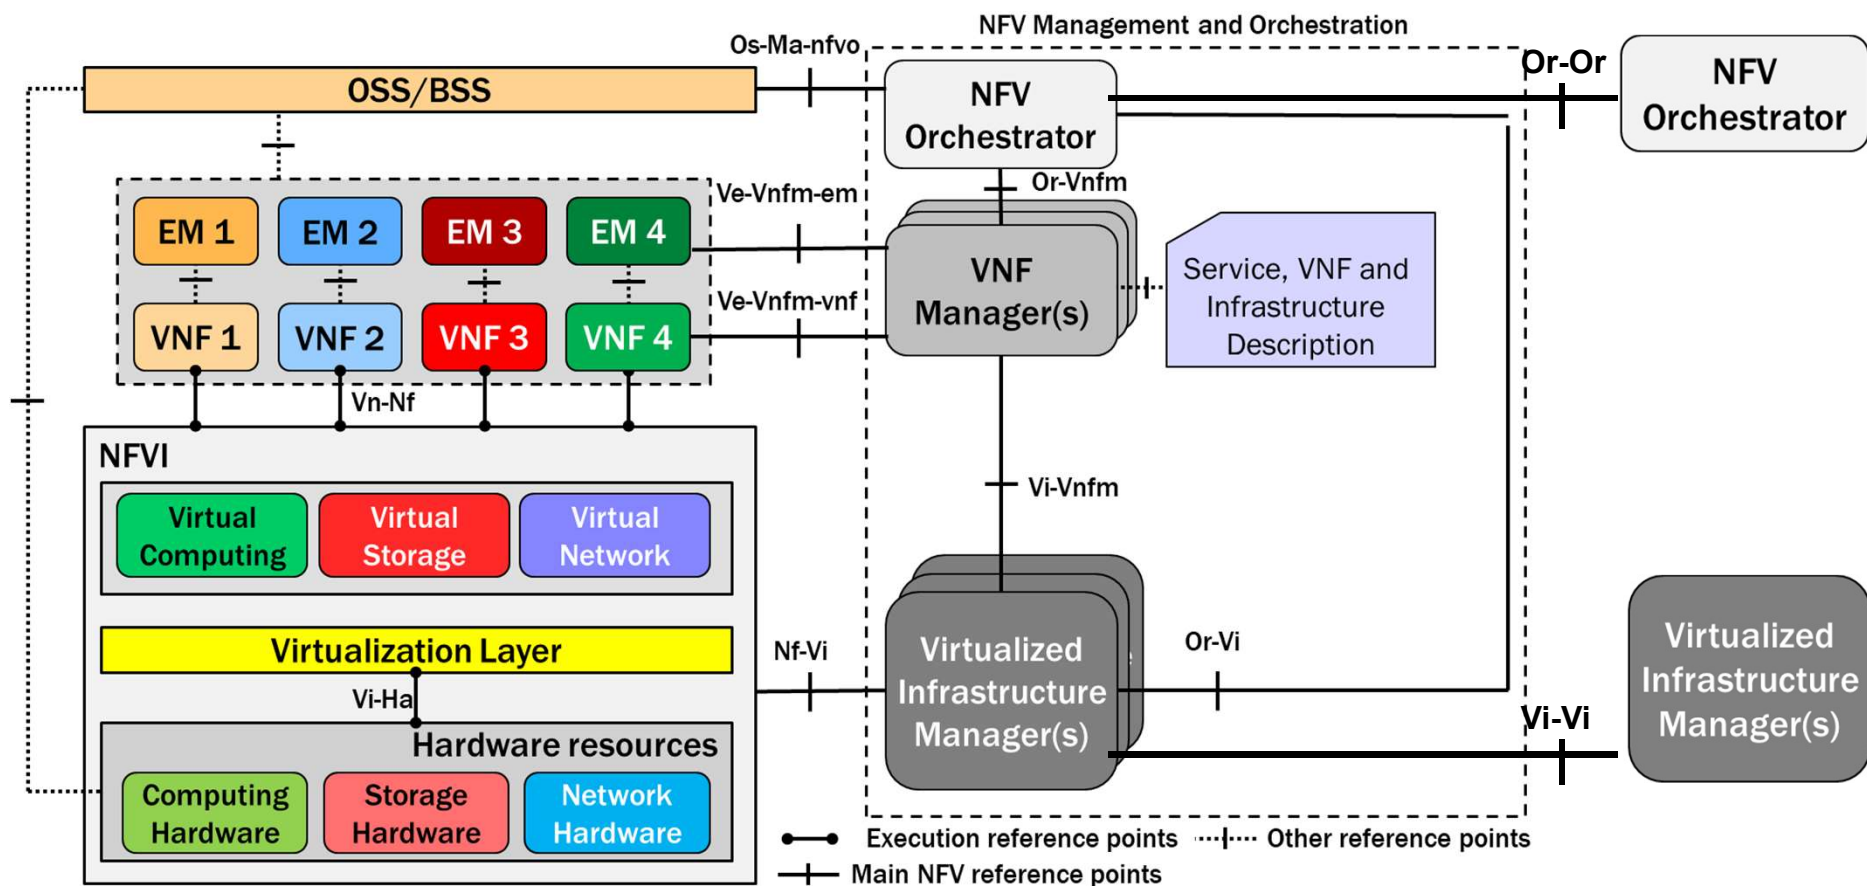 NFV Management and Orchestration
Os-Ma-nfvo
OSS/BSS
NFV
Orchestrator
Or-Or
NFV
Orchestrator
Or-Vnfm
Ve-Vnfm-em
EM 1
EM 2
EM 3
EM 4
VNF
Manager(s)
Service, VNF and
Infrastructure
Description
Ve-Vnfm-vnf
VNF 1
VNF 2
VNF 3
VNF 4
Vn-Nf
NFVI
Vi-Vnfm
Virtual
Computing
Virtual
Storage
Virtual
Network
Virtualization Layer
Nf-Vi
Virtualized
Infrastructure
Manager(s)
Or-Vi
Virtualized
Infrastructure
Manager(s)
Vi-Vi
Vi-Ha
Hardware resources
Computing
Hardware
Storage
Hardware
Network
Hardware
Execution reference points
Other reference points
Main NFV reference points